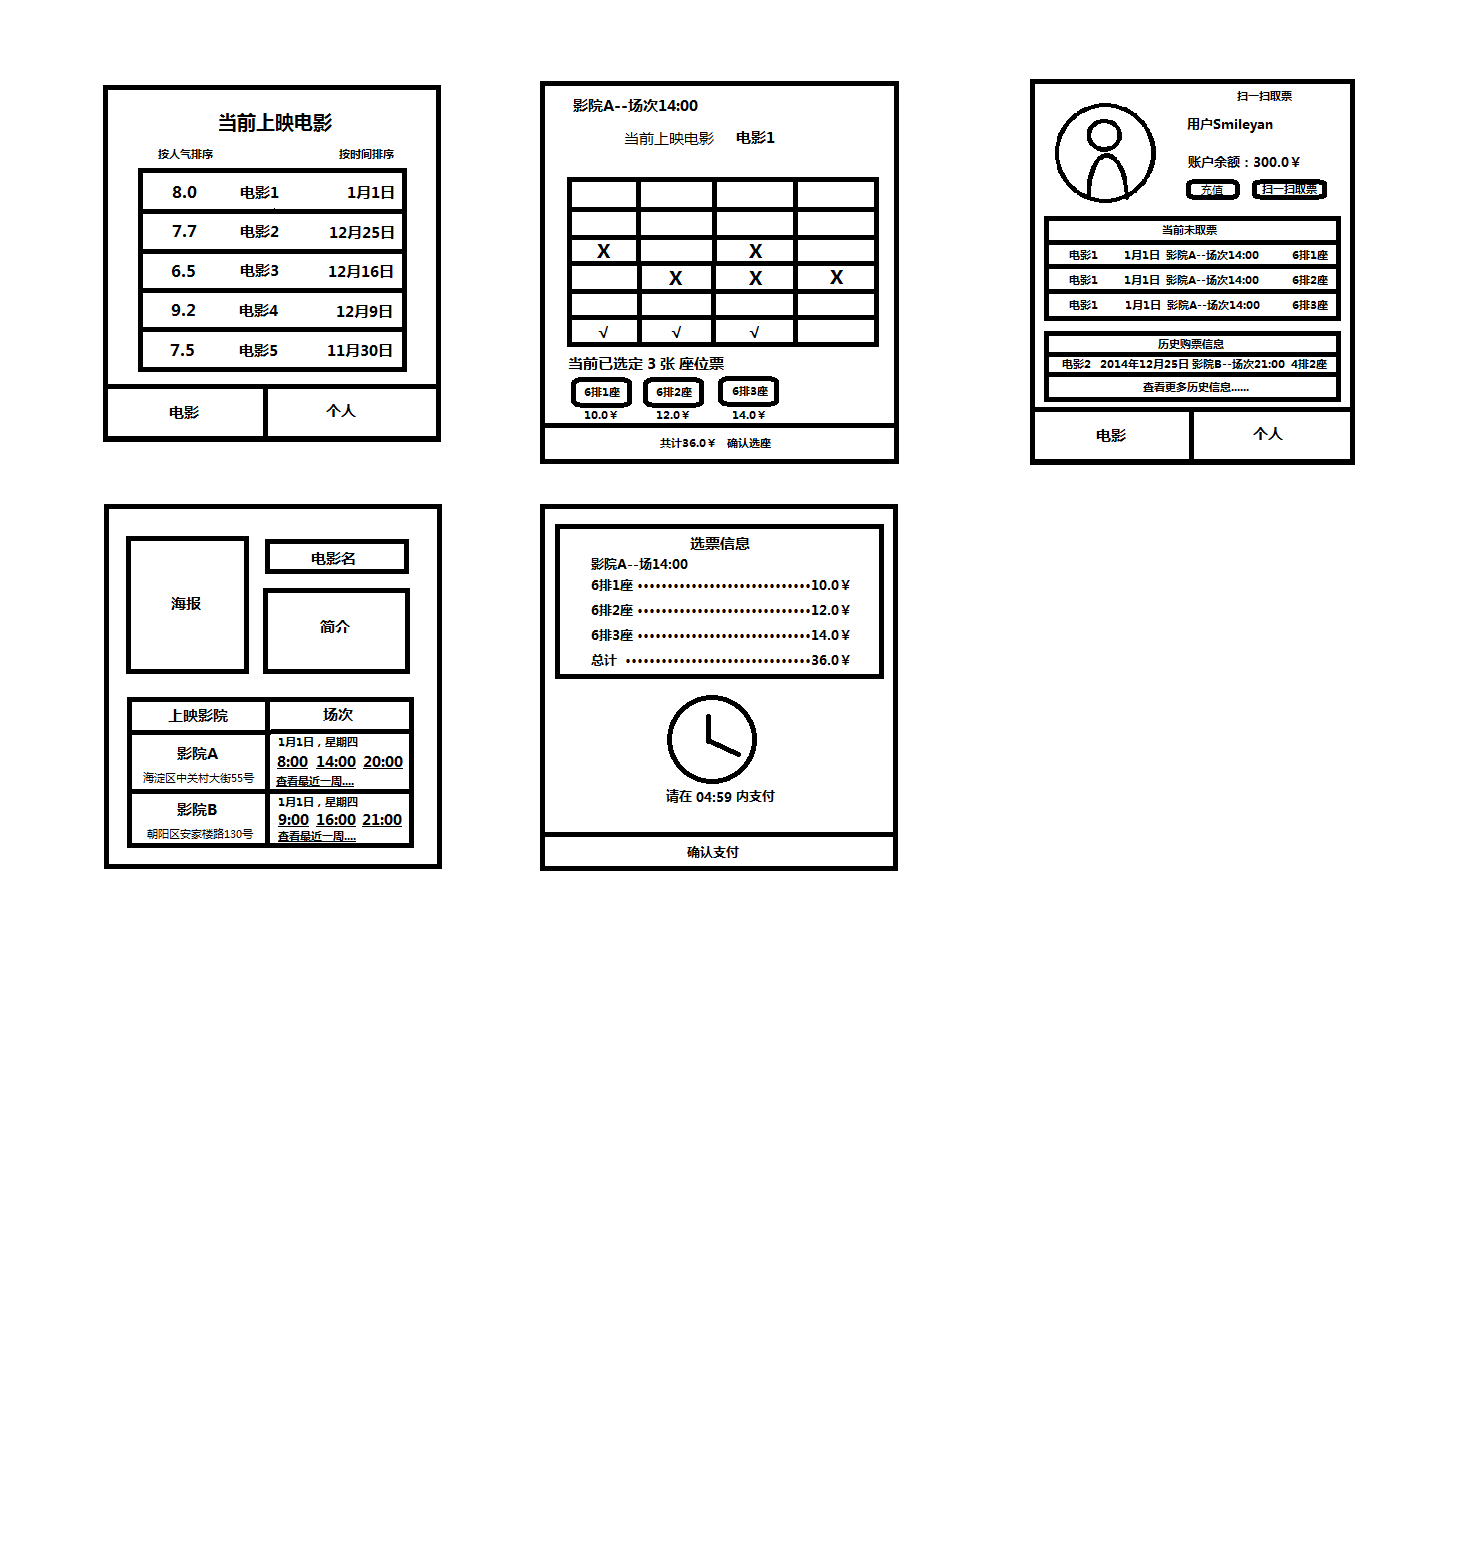 当前上映电影
按人气排序 按时间排序
8.0 电影1 1月1日
7.7 电影2 12月25日
6.5 电影3 12月16日
9.2 电影4 12月9日
7.5 电影5 11月30日
电影 个人
影院A--场次14:00
当前上映电影 电影1
X X
X X X
√ √ √
当前已选定 3 张 座位票
6排1座 6排2座 6排3座
10.0¥ 12.0¥ 14.0¥
共计36.0¥ 确认选座
扫一扫取票
用户Smileyan
账户余额：300.0¥
充值 扫一扫取票
当前未取票
电影1 1月1日 影院A--场次14:00 6排1座
电影1 1月1日 影院A--场次14:00 6排2座
电影1 1月1日 影院A--场次14:00 6排3座
历史购票信息
电影2 2014年12月25日 影院B--场次21:00 4排2座
查看更多历史信息......
电影 个人
海报
电影名
简介
上映影院 场次
影院A
海淀区中关村大街55号
1月1日，星期四
8:00 14:00 20:00
查看最近一周....
影院B
朝阳区安家楼路130号
1月1日，星期四
9:00 16:00 21:00
查看最近一周....
选票信息
影院A--场14:00
6排1座 ·····························10.0¥
6排2座 ·····························12.0¥
6排3座 ·····························14.0¥
总计 ·······························36.0¥
请在 04:59 内支付
确认支付